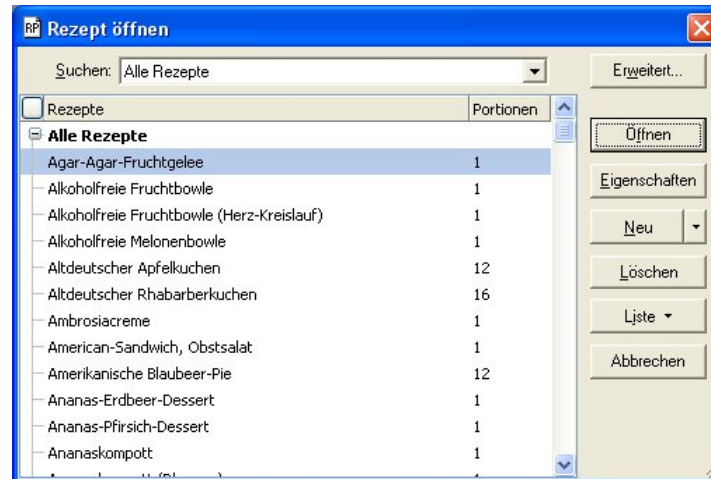 RP Rezept öffnen
Suchen: Alle Rezepte
Erweitert...
Rezepte Portionen
Alle Rezepte
Öffnen
Agar-Agar-Fruchtgelee 1
Eigenschaften
Alkoholfreie Fruchtbowle 1
Alkoholfreie Fruchtbowle (Herz-Kreislauf) 1
Neu
Alkoholfreie Melonenbowle 1
Altdeutscher Apfelkuchen 12
Löschen
Altdeutscher Rhabarberkuchen 16
Ambrosiacreme 1
Liste
American-Sandwich, Obstsalat 1
Abbrechen
Amerikanische Blaubeer-Pie 12
Ananas-Erdbeer-Dessert 1
Ananas-Pfirsich-Dessert 1
Ananaskompott 1